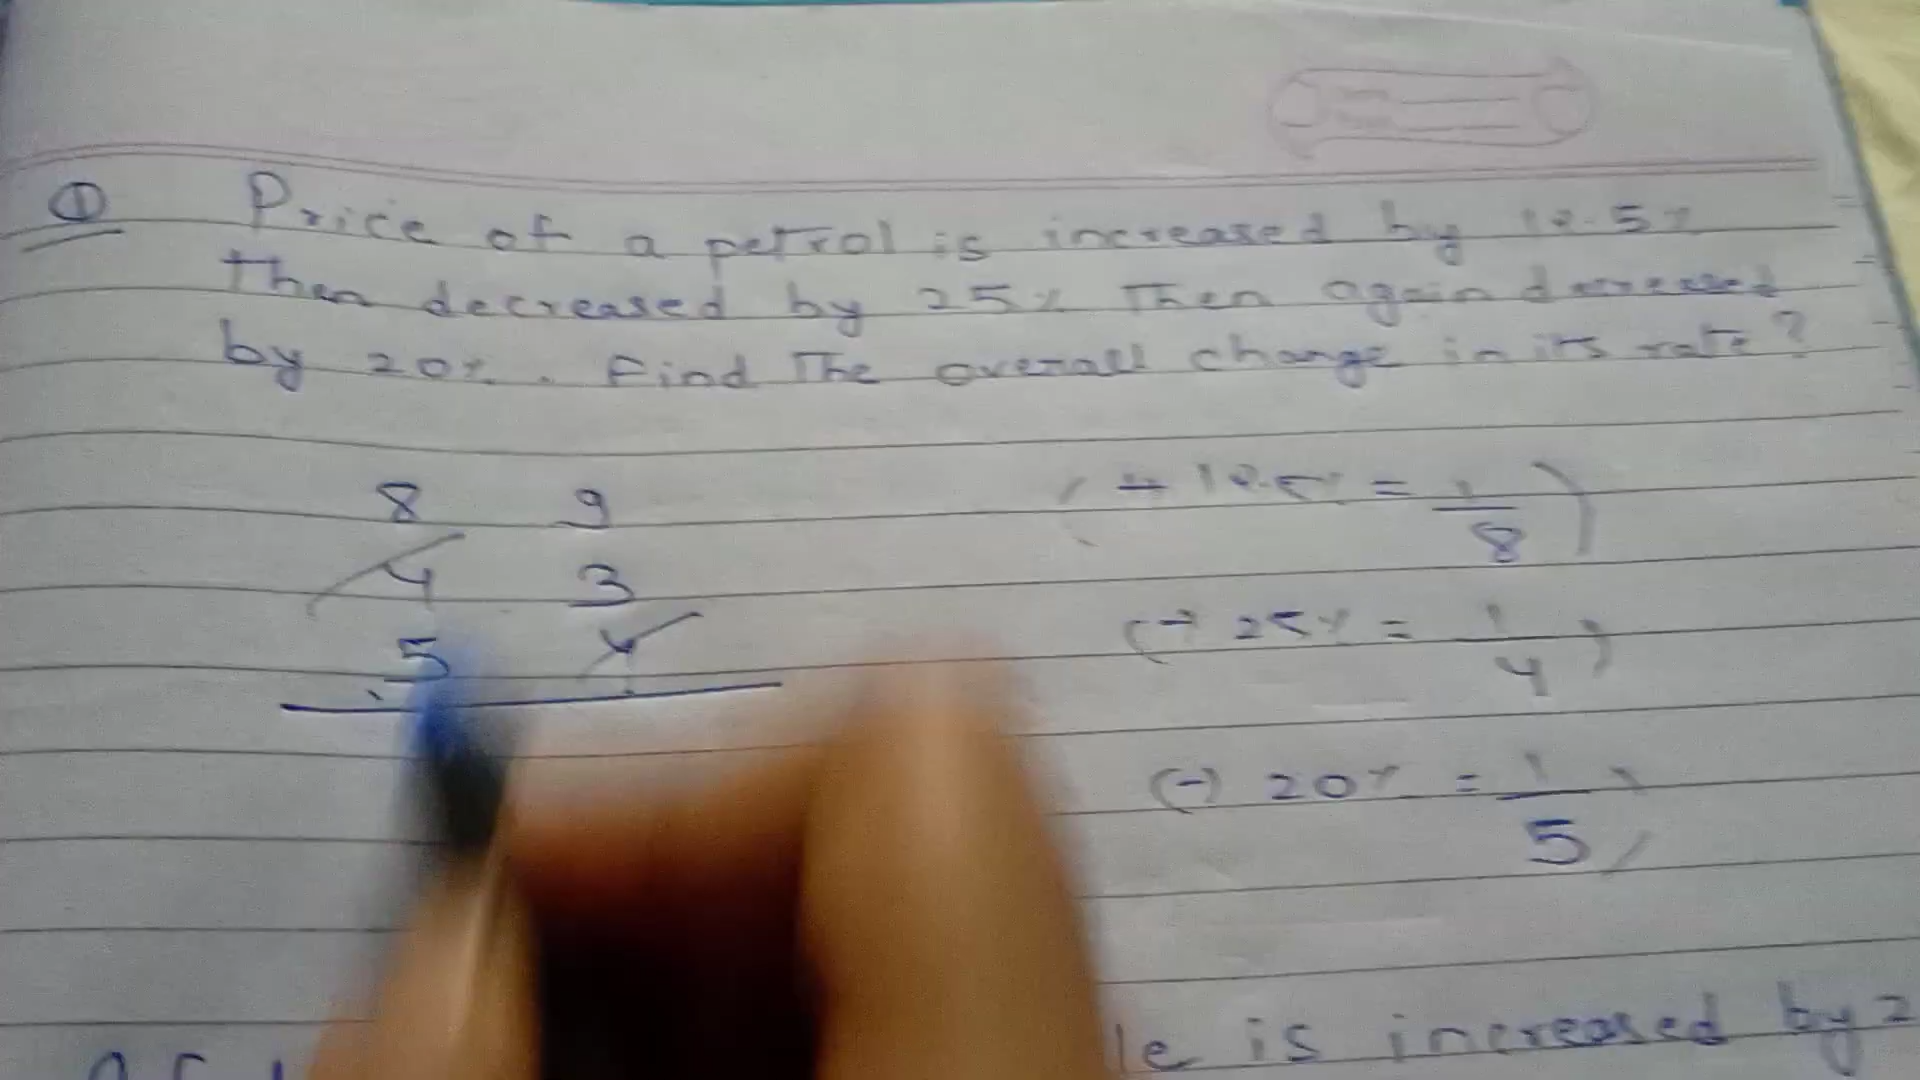 ① Price of a petrol is increased by 12.5%
Then decreased by 25% Then again decreased
by 20%. Find The overall change in its rate?
8 9
4 3
5 4
(+ 12.5% = 1/8)
(-) 25% = 1/4)
(-) 20% = 1/5)
is increased by 2